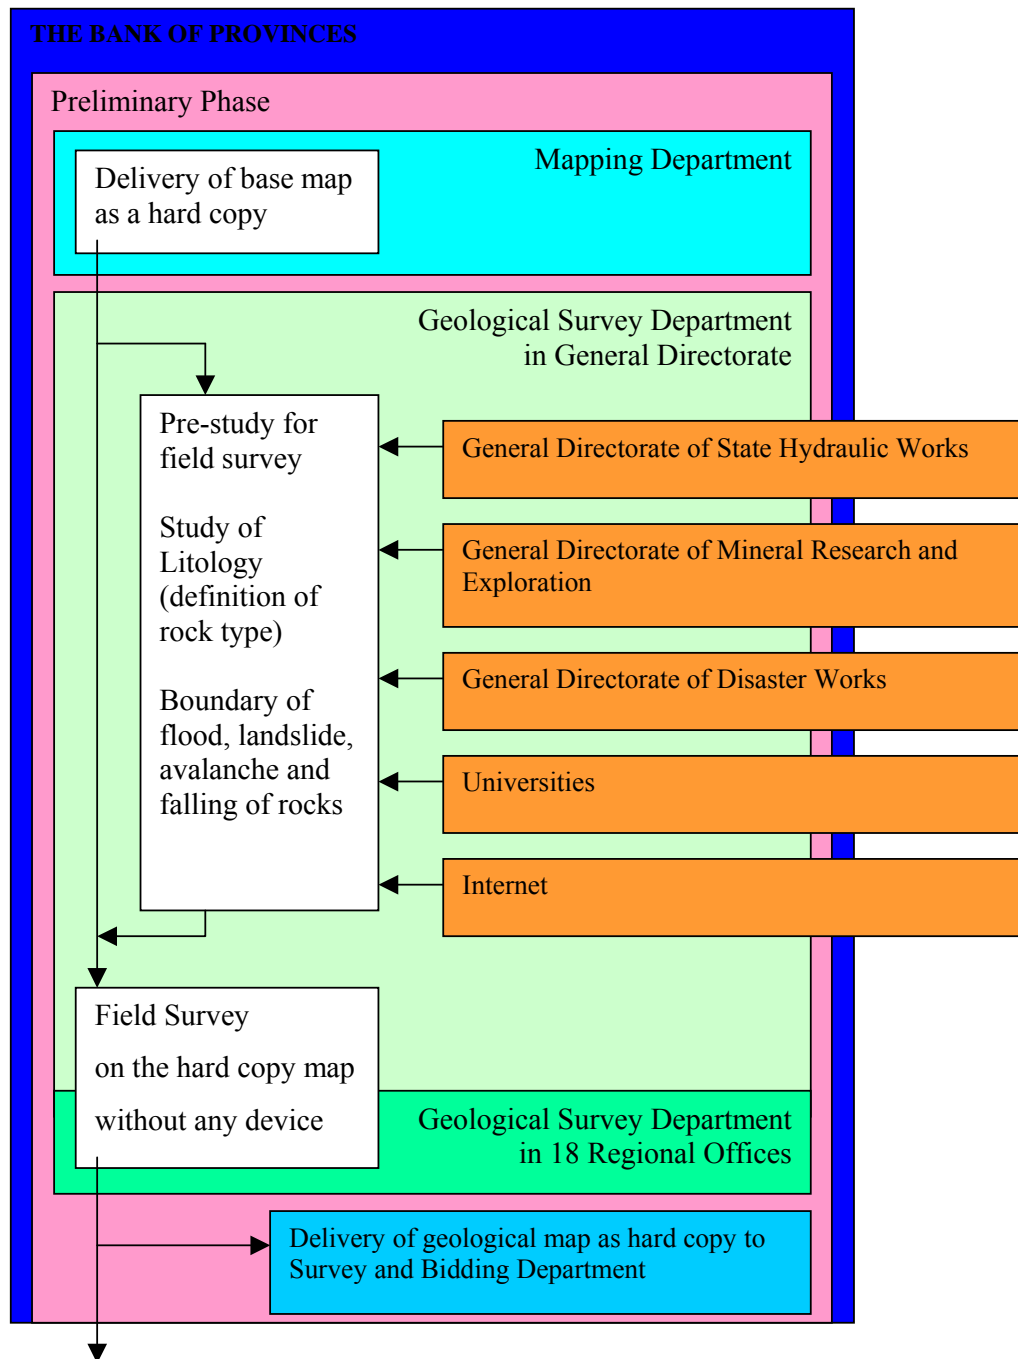 THE BANK OF PROVINCES
Preliminary Phase
Mapping Department
Delivery of base map
as a hard copy
Geological Survey Department
in General Directorate
Pre-study for
field survey
Study of
Litology
(definition of
rock type)
Boundary of
flood, landslide,
avalanche and
falling of rocks
General Directorate of State Hydraulic Works
General Directorate of Mineral Research and
Exploration
General Directorate of Disaster Works
Universities
Internet
Field Survey
on the hard copy map
without any device
Geological Survey Department
in 18 Regional Offices
Delivery of geological map as hard copy to
Survey and Bidding Department